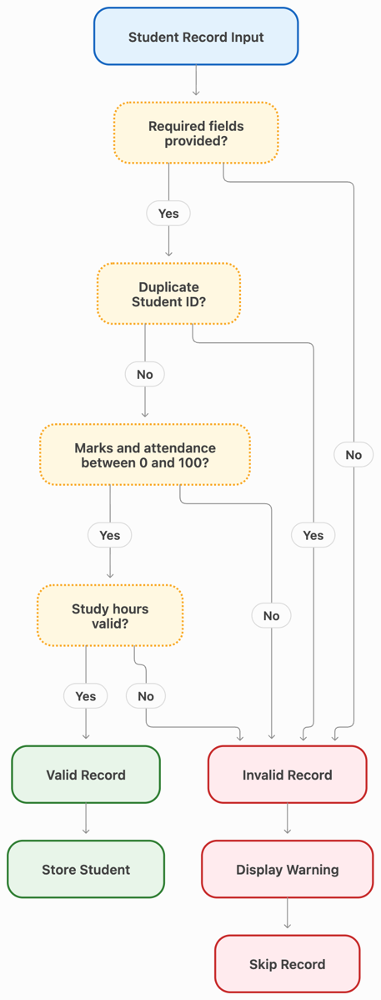 Student Record Input
Required fields
provided?
Yes
Duplicate
Student ID?
No
Marks and attendance
between 0 and 100?
No
Yes
Yes
Study hours
valid?
No
Yes
No
Valid Record
Invalid Record
Store Student
Display Warning
Skip Record